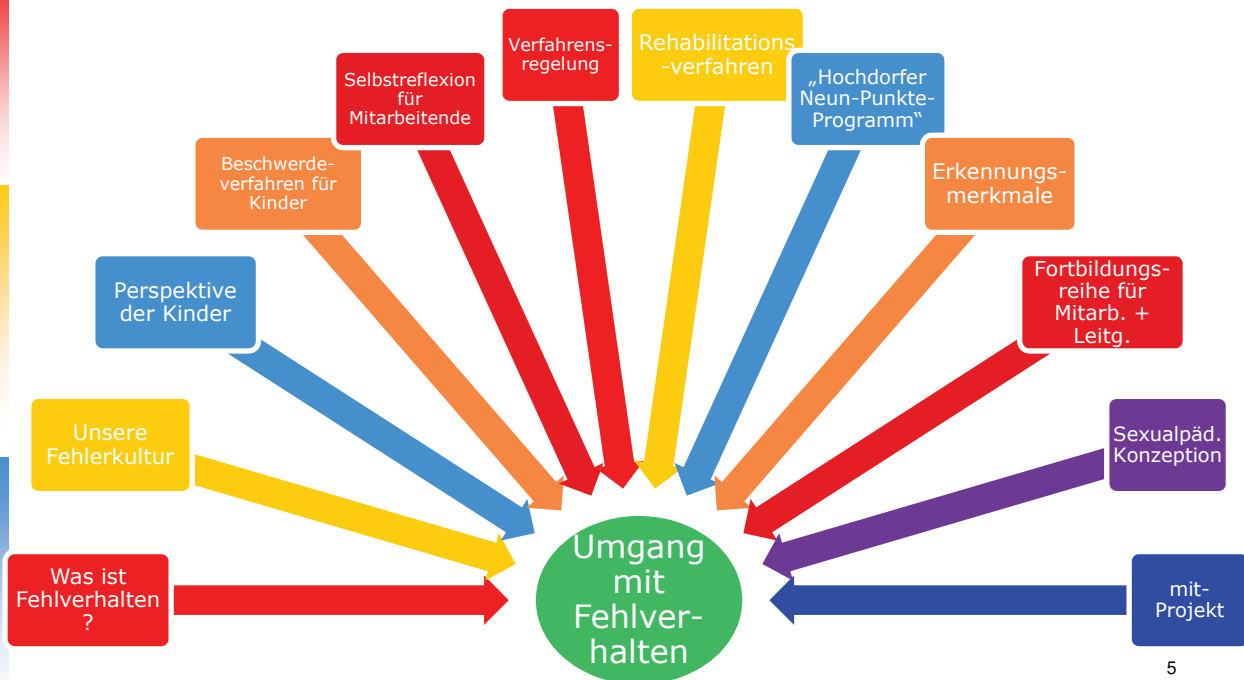 Was ist
Fehlverhalten
?
Unsere
Fehlerkultur
Perspektive
der Kinder
Beschwerde-
verfahren für
Kinder
Selbstreflexion
für
Mitarbeitende
Verfahrens-
regelung
Rehabilitations
-verfahren
„Hochdorfer
Neun-Punkte-
Programm“
Erkennungs-
merkmale
Fortbildungs-
reihe für
Mitarb. +
Leitg.
Sexualpäd.
Konzeption
mit-
Projekt
Umgang
mit
Fehlver-
halten
5